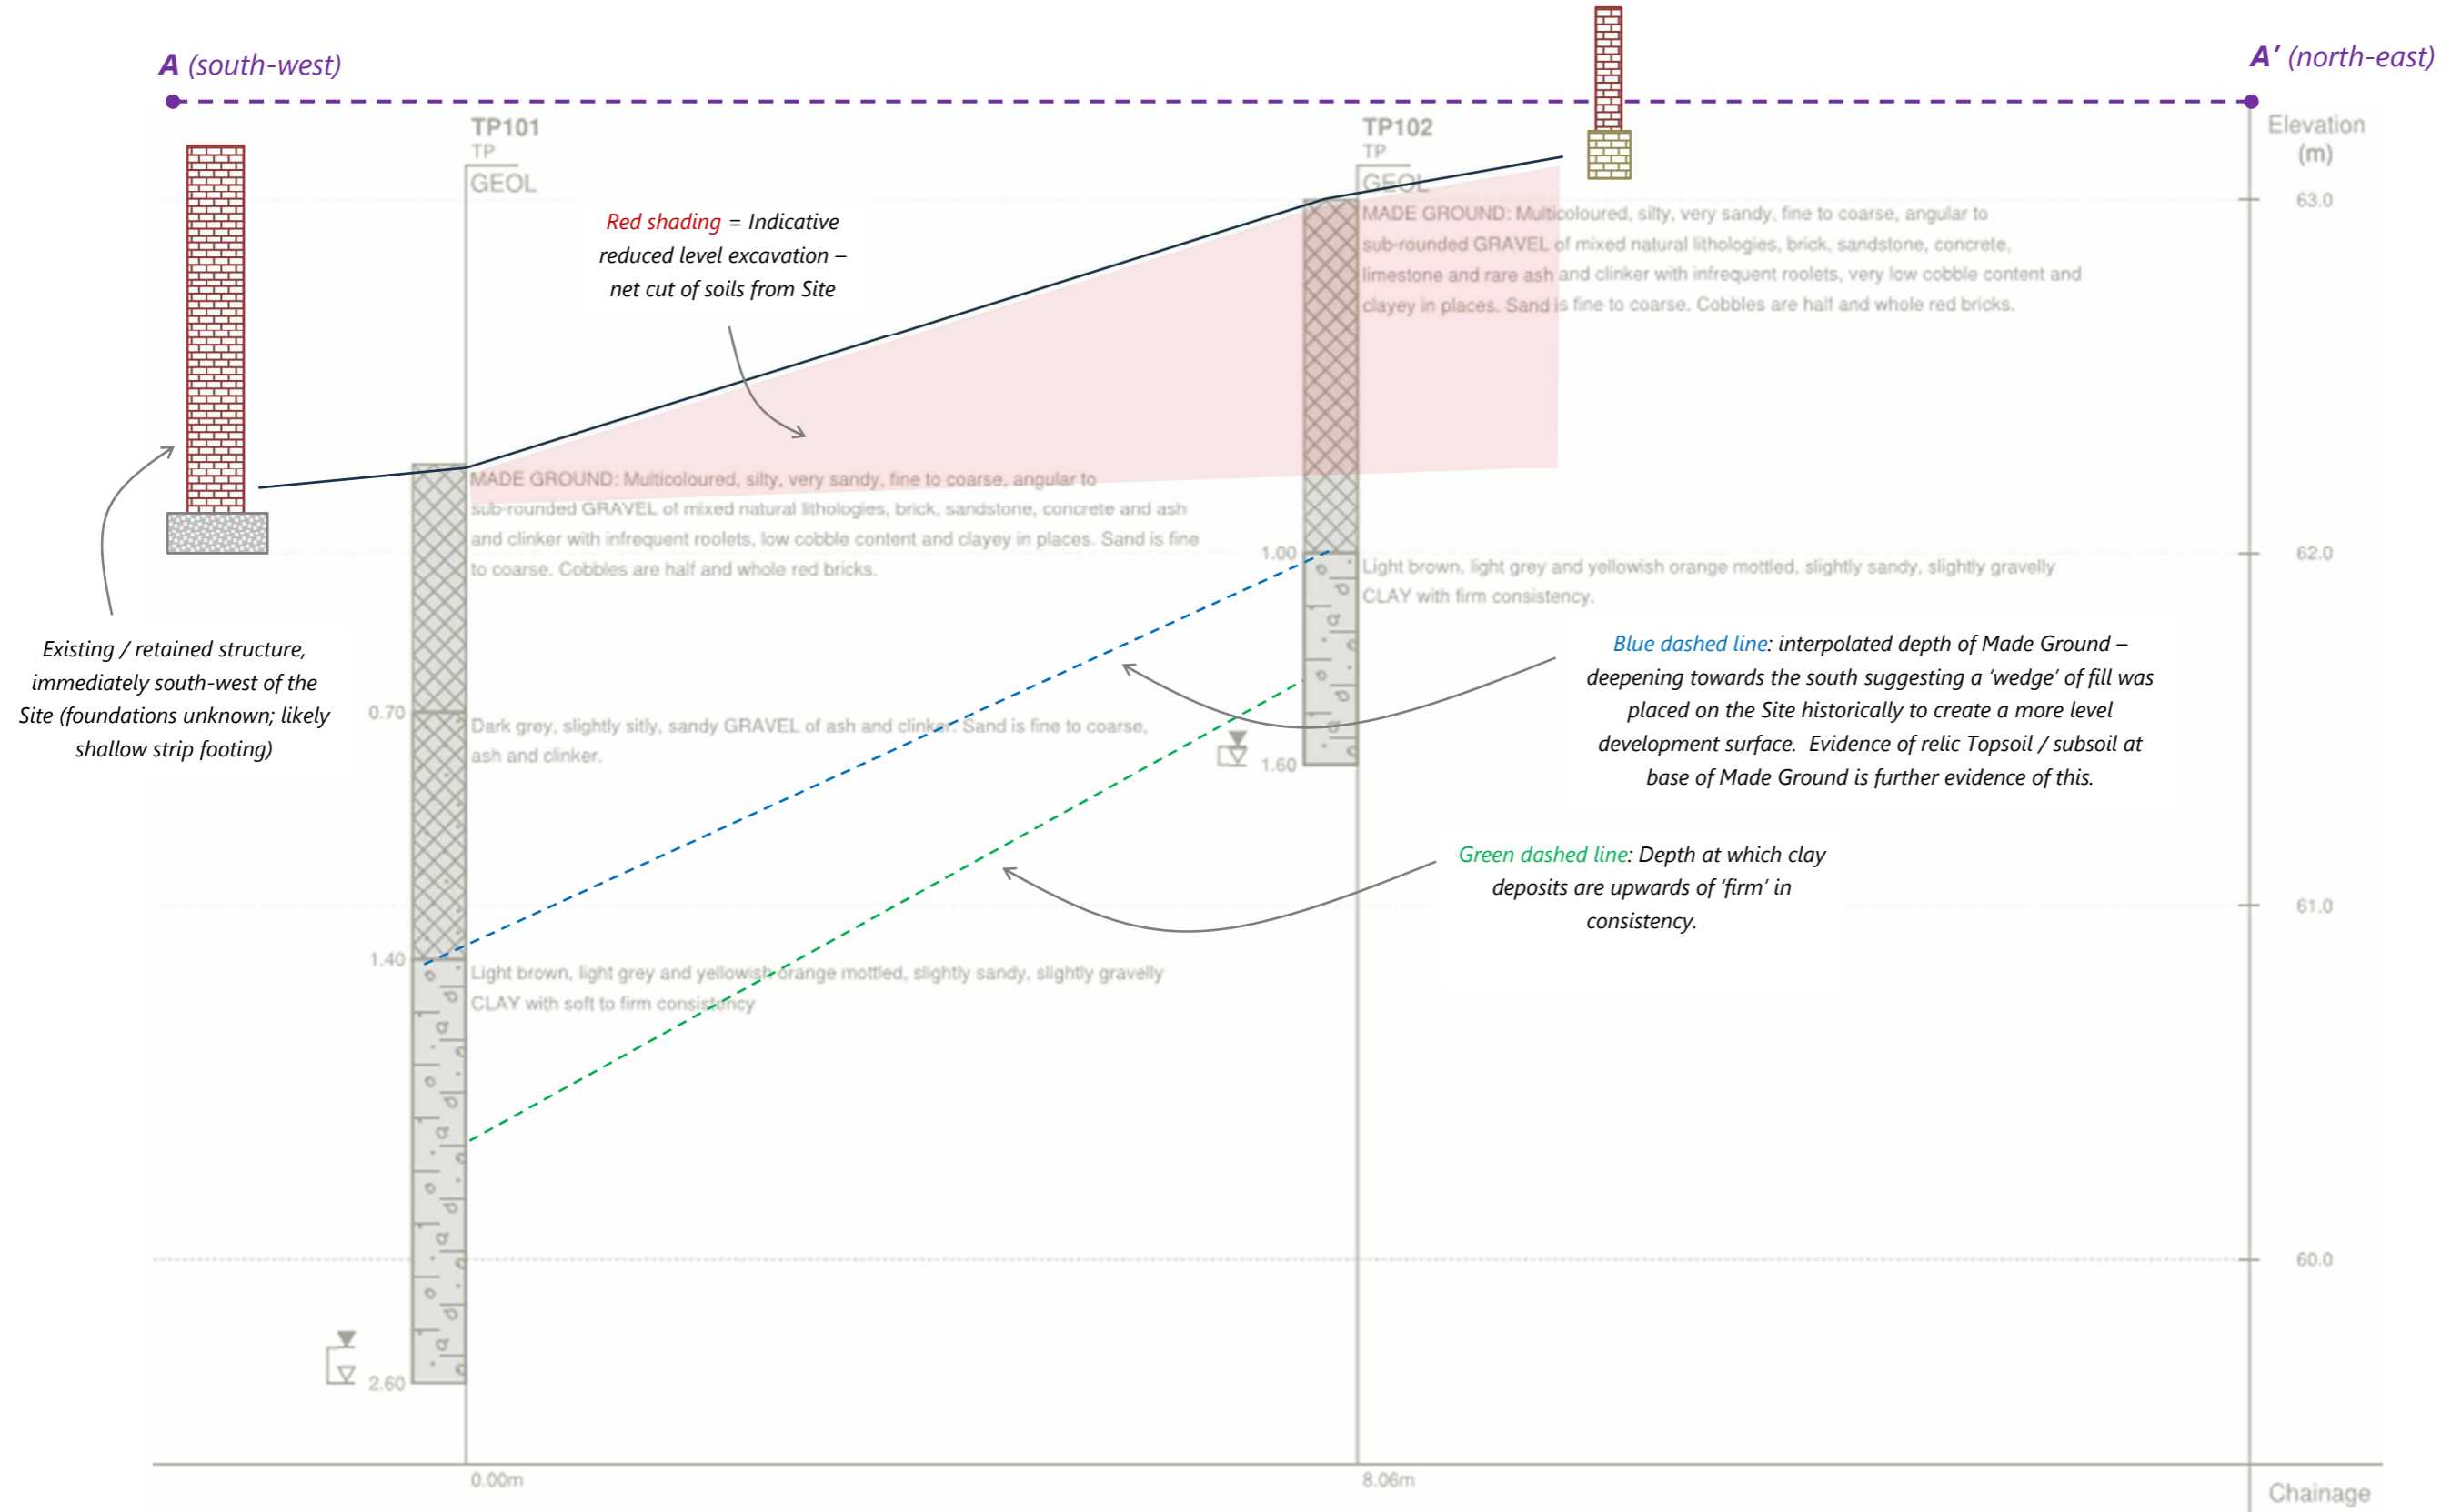 A (south-west)
A’ (north-east)
TP101
TP
GEOL
TP102
TP
GEOL
Elevation
(m)
63.0
62.0
61.0
60.0
Red shading = Indicative
reduced level excavation –
net cut of soils from Site
MADE GROUND: Multicoloured, silty, very sandy, fine to coarse, angular to
sub-rounded GRAVEL of mixed natural lithologies, brick, sandstone, concrete,
limestone and rare ash and clinker with infrequent roolets, very low cobble content and
clayey in places. Sand is fine to coarse. Cobbles are half and whole red bricks.
MADE GROUND: Multicoloured, silty, very sandy, fine to coarse, angular to
sub-rounded GRAVEL of mixed natural lithologies, brick, sandstone, concrete and ash
and clinker with infrequent roolets, low cobble content and clayey in places. Sand is fine
to coarse. Cobbles are half and whole red bricks.
1.00
Light brown, light grey and yellowish orange mottled, slightly sandy, slightly gravelly
CLAY with firm consistency.
Existing / retained structure,
immediately south-west of the
Site (foundations unknown; likely
shallow strip footing)
Blue dashed line: interpolated depth of Made Ground –
deepening towards the south suggesting a ‘wedge’ of fill was
placed on the Site historically to create a more level
development surface. Evidence of relic Topsoil / subsoil at
base of Made Ground is further evidence of this.
0.70
Dark grey, slightly sitly, sandy GRAVEL of ash and clinker. Sand is fine to coarse,
ash and clinker.
1.60
Green dashed line: Depth at which clay
deposits are upwards of ‘firm’ in
consistency.
1.40
Light brown, light grey and yellowish orange mottled, slightly sandy, slightly gravelly
CLAY with soft to firm consistency
2.60
0.00m
8.06m
Chainage